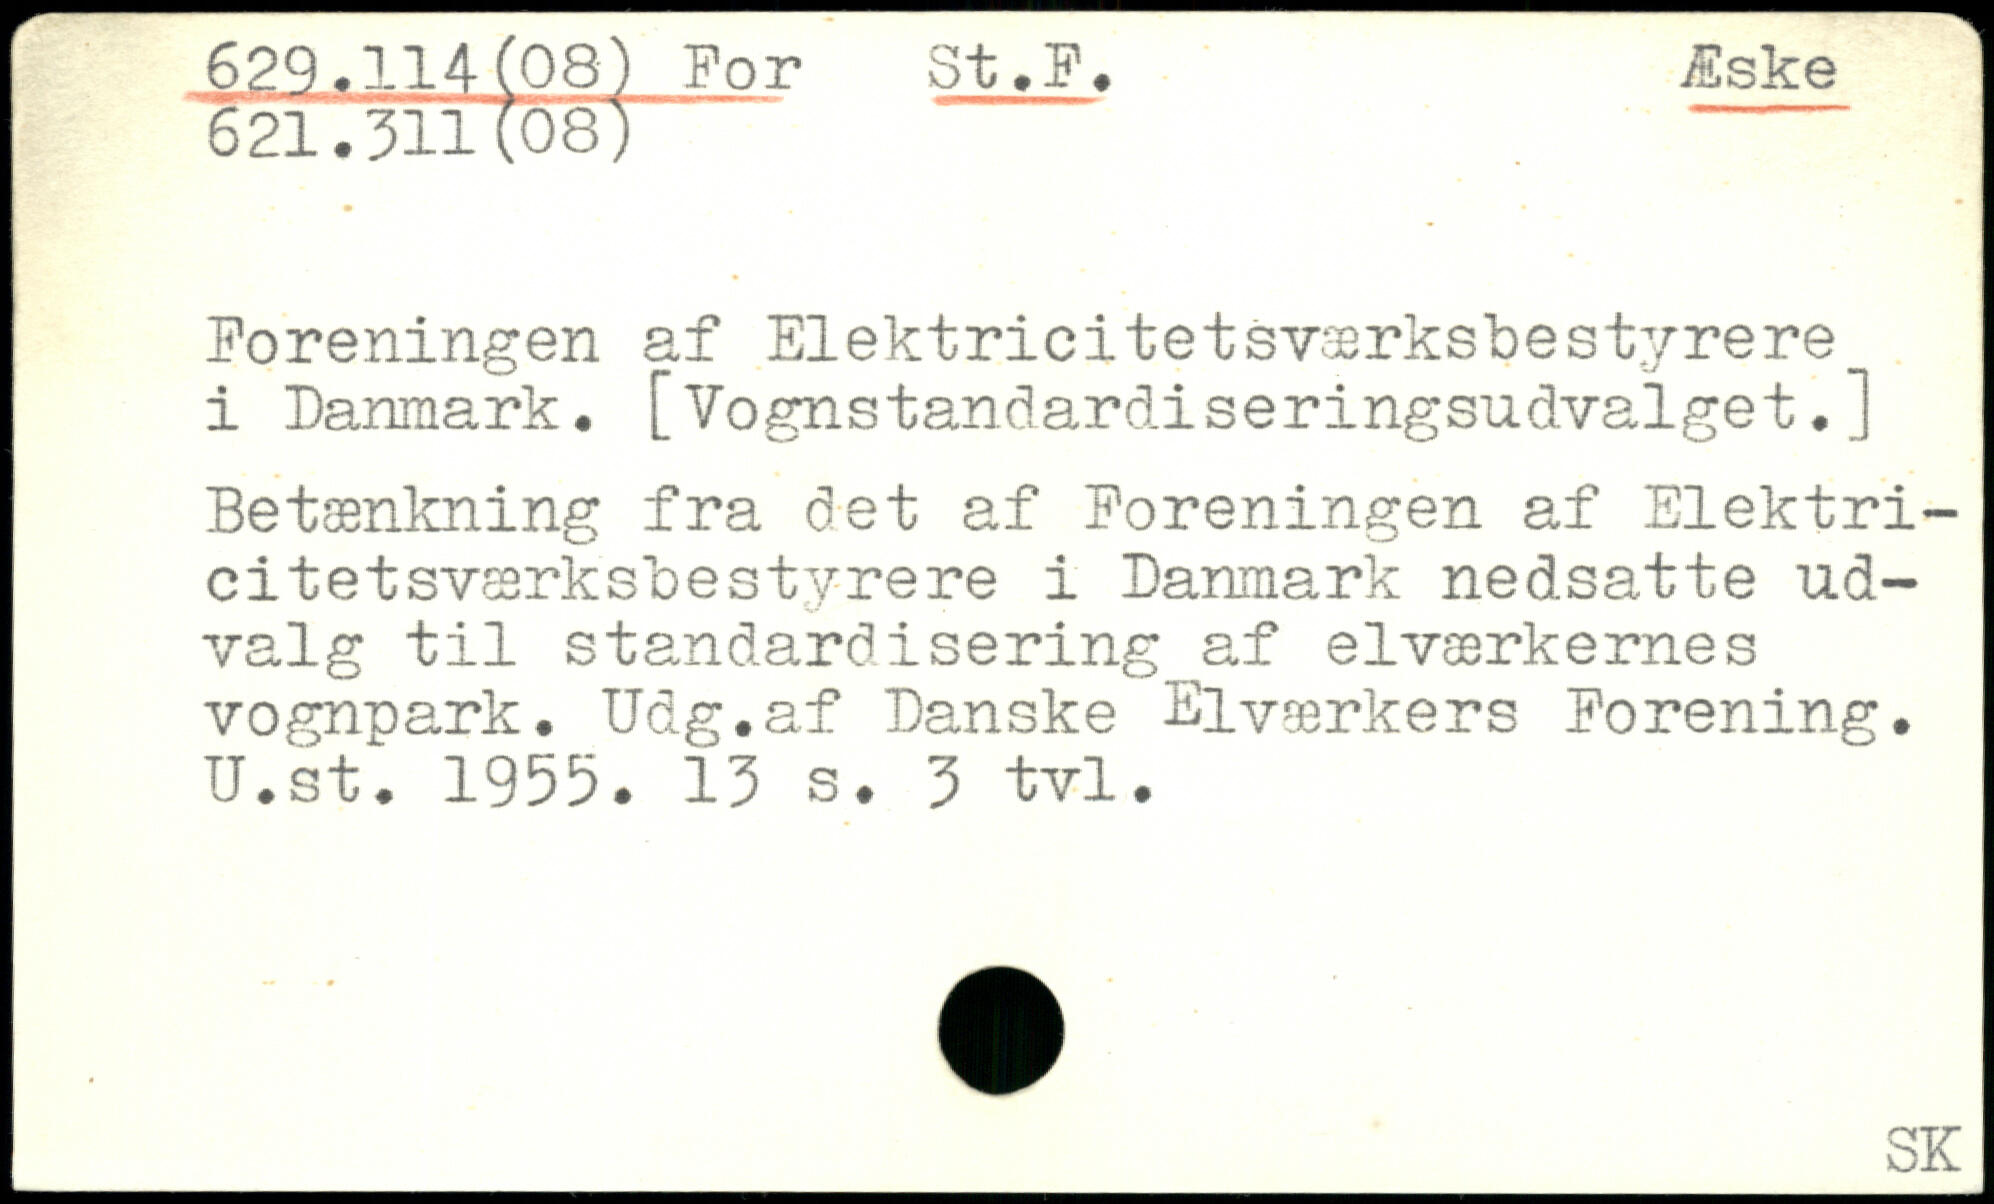 629.114(08) For St.F. Æske
621.311(08)
Foreningen af Elektricitetsværksbestyrere
i Danmark. [Vognstandardiseringsudvalget.]
Betænkning fra det af Foreningen af Elektri-
citetsværksbestyrere i Danmark nedsatte ud-
valg til standardisering af elværkernes
vognpark. Udg.af Danske Elværkers Forening.
U.st. 1955. 13 s. 3 tvl.
SK